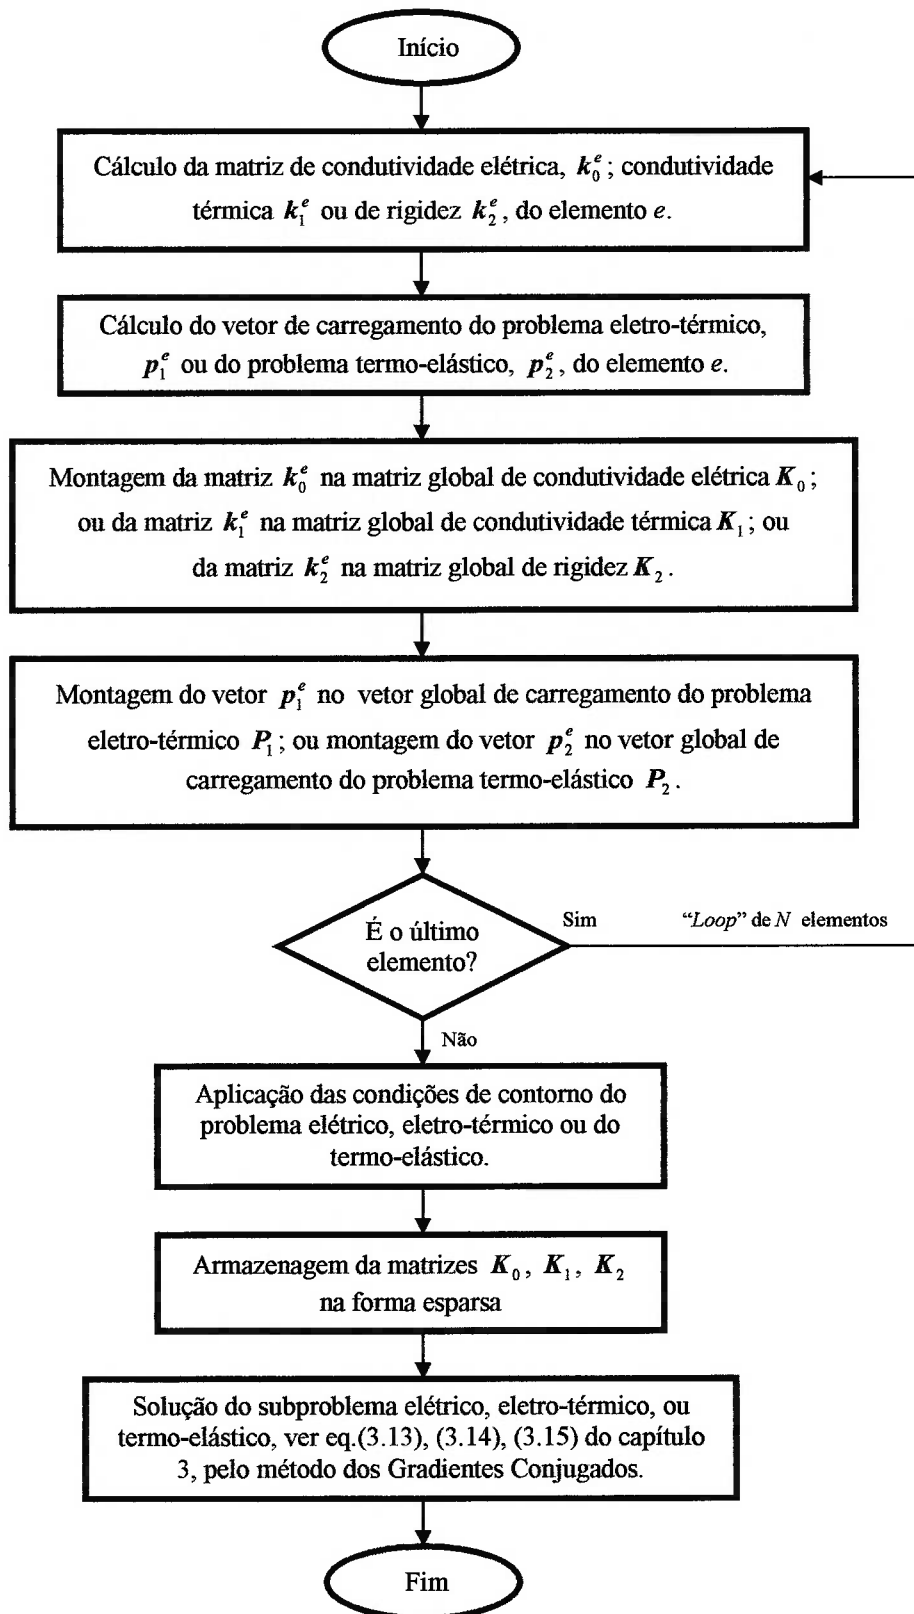 Início
Cálculo da matriz de condutividade elétrica, k₀ᵉ; condutividade
térmica k₁ᵉ ou de rigidez k₂ᵉ, do elemento e.
Cálculo do vetor de carregamento do problema eletro-térmico,
p₁ᵉ ou do problema termo-elástico, p₂ᵉ, do elemento e.
Montagem da matriz k₀ᵉ na matriz global de condutividade elétrica K₀;
ou da matriz k₁ᵉ na matriz global de condutividade térmica K₁; ou
da matriz k₂ᵉ na matriz global de rigidez K₂.
Montagem do vetor p₁ᵉ no vetor global de carregamento do problema
eletro-térmico P₁; ou montagem do vetor p₂ᵉ no vetor global de
carregamento do problema termo-elástico P₂.
É o último
elemento?
Sim
"Loop" de N elementos
Não
Aplicação das condições de contorno do
problema elétrico, eletro-térmico ou do
termo-elástico.
Armazenagem da matrizes K₀, K₁, K₂
na forma esparsa
Solução do subproblema elétrico, eletro-térmico, ou
termo-elástico, ver eq.(3.13), (3.14), (3.15) do capítulo
3, pelo método dos Gradientes Conjugados.
Fim